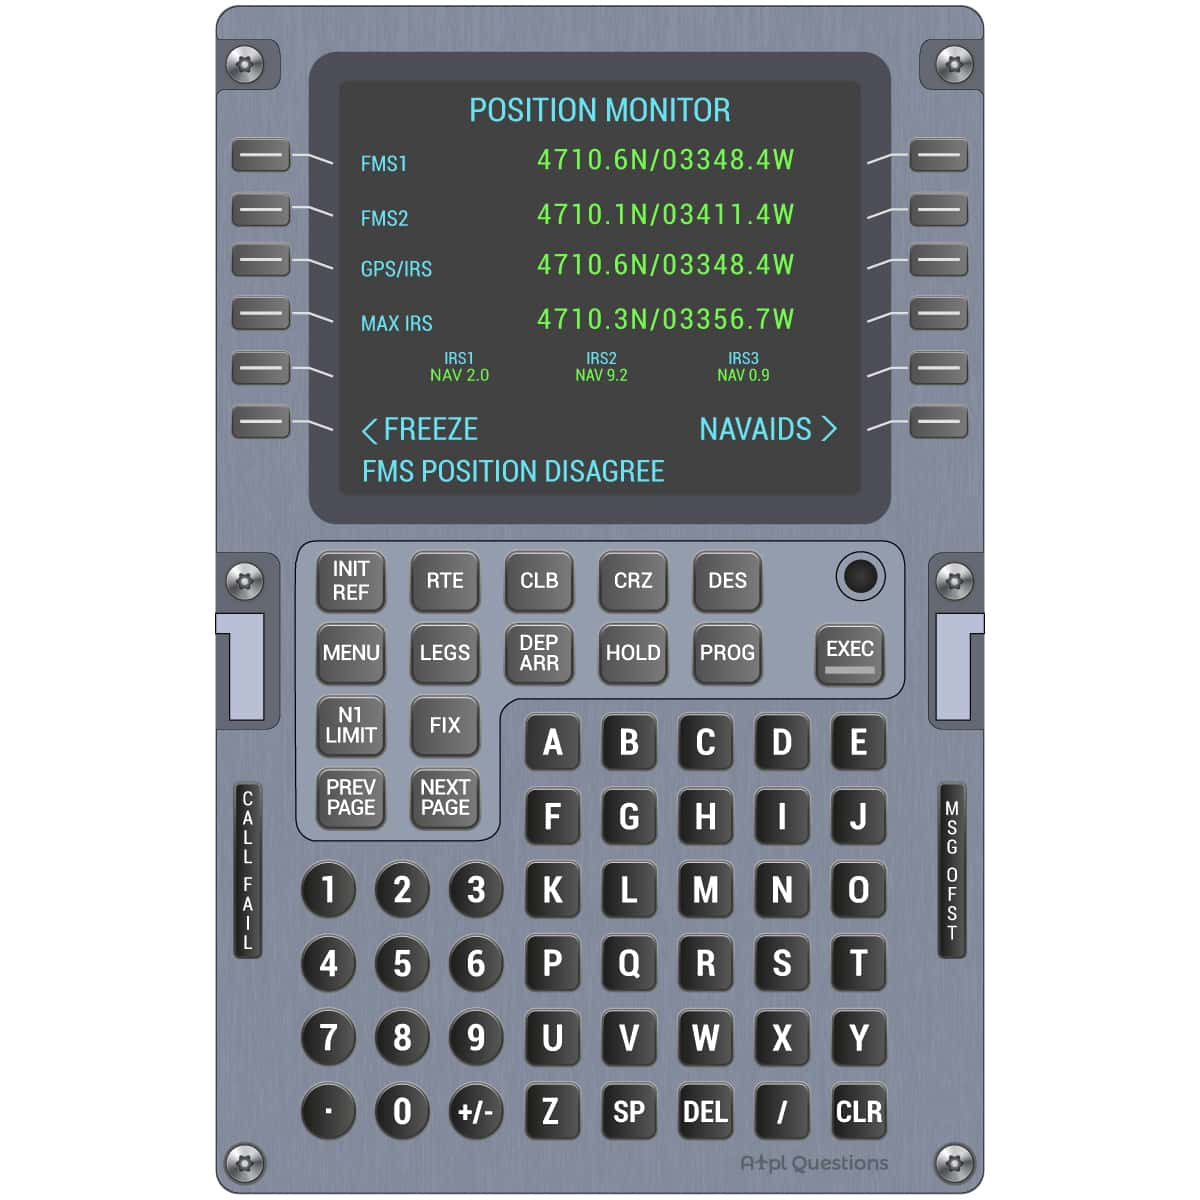 POSITION MONITOR
FMS1 4710.6N/03348.4W
FMS2 4710.1N/03411.4W
GPS/IRS 4710.6N/03348.4W
MAX IRS 4710.3N/03356.7W
IRS1 IRS2 IRS3
NAV 2.0 NAV 9.2 NAV 0.9
<FREEZE NAVAIDS >
FMS POSITION DISAGREE
INIT REF RTE CLB CRZ DES
MENU LEGS DEP ARR HOLD PROG EXEC
N1 LIMIT FIX
PREV PAGE NEXT PAGE
A B C D E
F G H I J
CALL FAIL
MSG OFST
1 2 3 K L M N O
4 5 6 P Q R S T
7 8 9 U V W X Y
. 0 +/- Z SP DEL / CLR
Atpl Questions